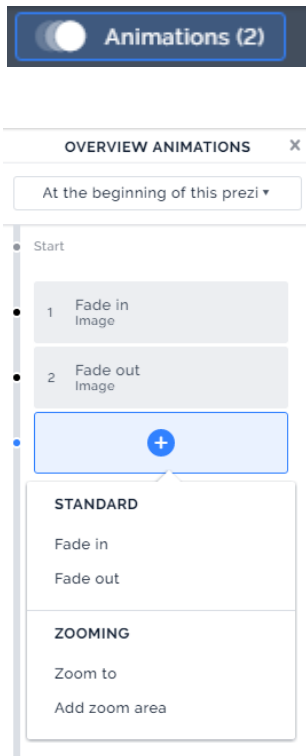 Animations (2)
OVERVIEW ANIMATIONS
At the beginning of this prezi
Start
1 Fade in
Image
2 Fade out
Image
STANDARD
Fade in
Fade out
ZOOMING
Zoom to
Add zoom area